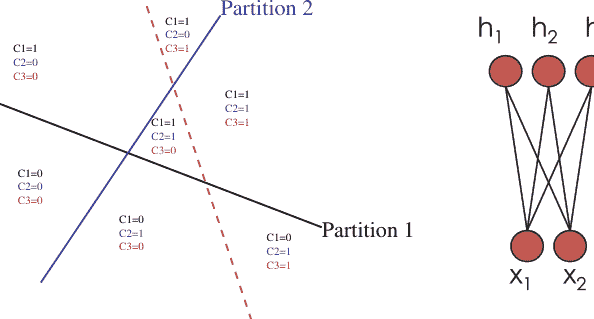 Partition 2
C1=1
C2=0
C3=1
C1=1
C2=0
C3=0
C1=1
C2=1
C3=1
C1=1
C2=1
C3=0
C1=0
C2=0
C3=0
C1=0
C2=1
C3=0
Partition 1
C1=0
C2=1
C3=1
h1 h2 h
x1 x2